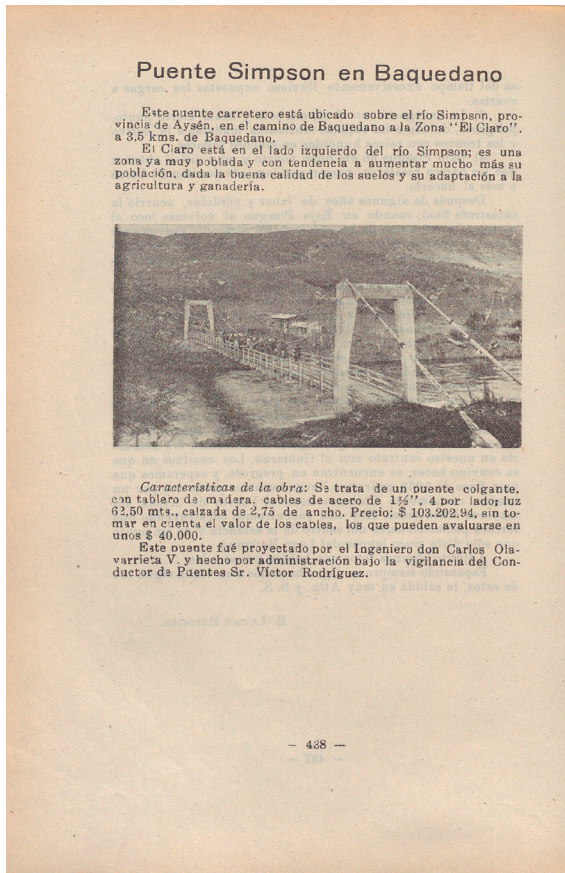 Puente Simpson en Baquedano
Este puente carretero está ubicado sobre el río Simpson, pro-
vincia de Aysén, en el camino de Baquedano a la Zona "El Claro",
a 3,5 kms. de Baquedano.
El Claro está en el lado izquierdo del río Simpson; es una
zona ya muy poblada y con tendencia a aumentar mucho más su
población, dada la buena calidad de los suelos y su adaptación a la
agricultura y ganadería.
Características de la obra: Se trata de un puente colgante,
con tablero de madera, cables de acero de 1½", 4 por lado; luz
62,50 mts., calzada de 2,75 de ancho. Precio: $ 103.202,94, sin to-
mar en cuenta el valor de los cables, los que pueden avaluarse en
unos $ 40,000.
Este puente fué proyectado por el Ingeniero don Carlos Ola-
varrieta V. y hecho por administración bajo la vigilancia del Con-
ductor de Puentes Sr. Víctor Rodríguez.
— 438 —